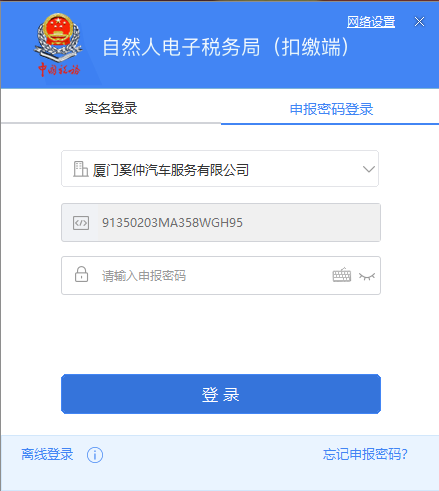 网络设置
自然人电子税务局（扣缴端）
中国税务
实名登录
申报密码登录
厦门奚仲汽车服务有限公司
91350203MA358WGH95
请输入申报密码
登录
离线登录
忘记申报密码？